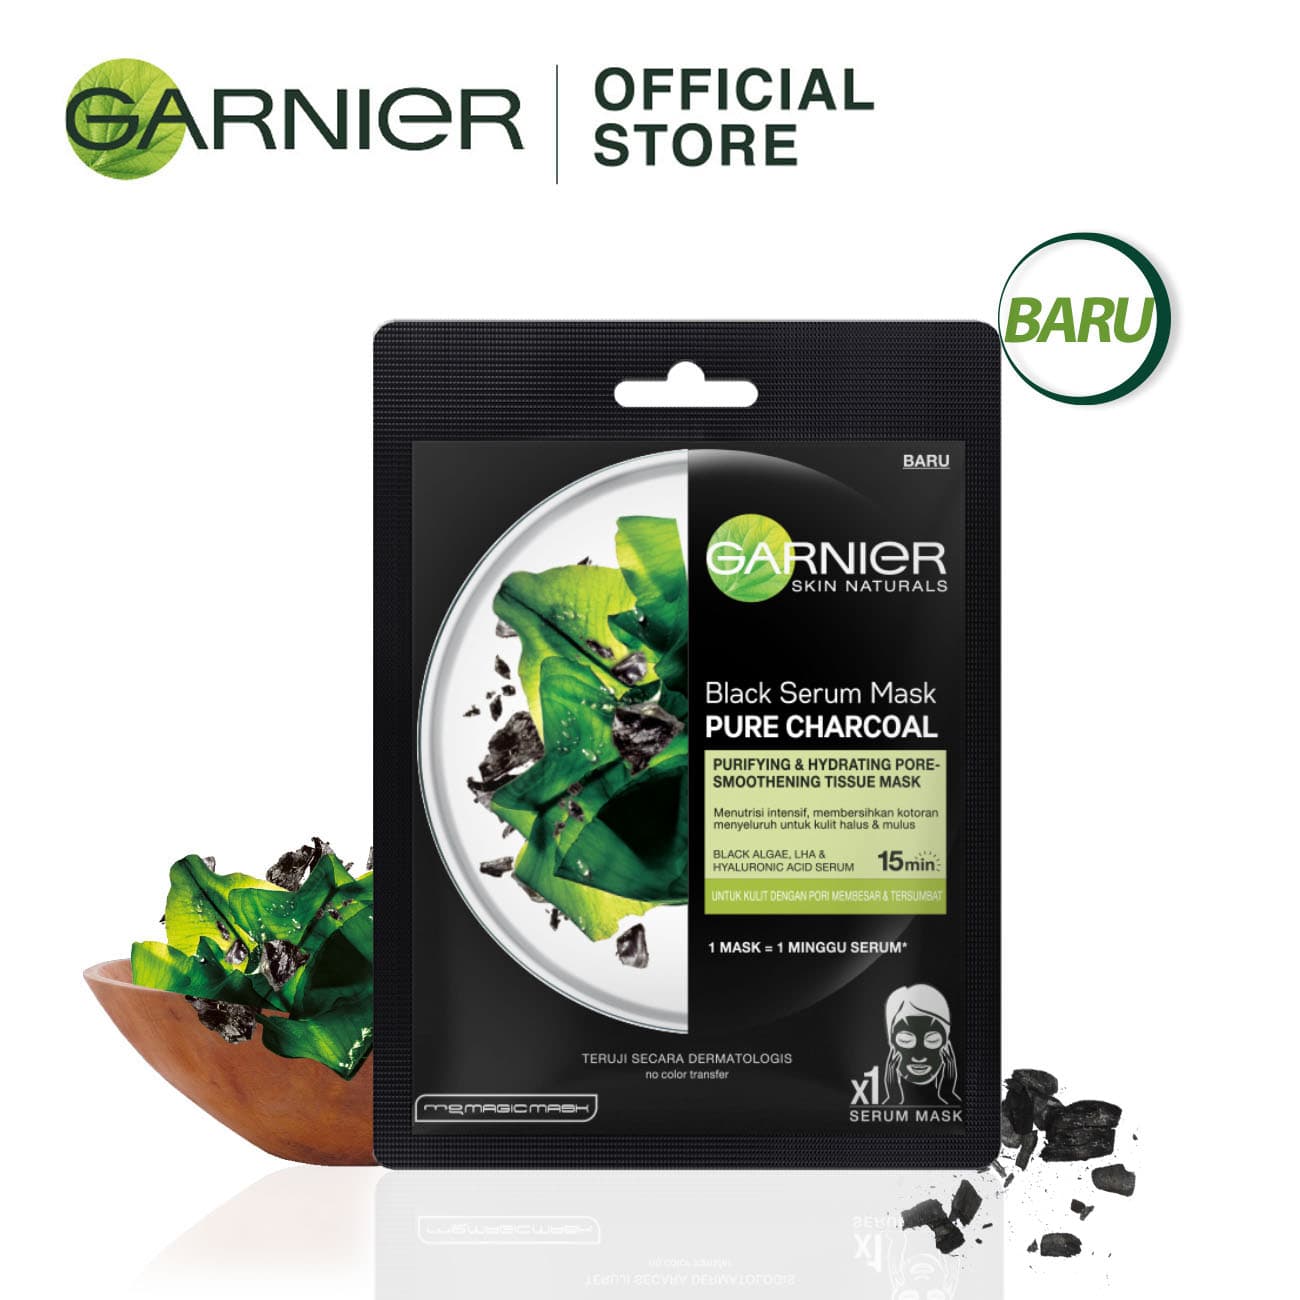 GARNIER
OFFICIAL
STORE
BARU
BARU
GARNIER
SKIN NATURALS
Black Serum Mask
PURE CHARCOAL
PURIFYING & HYDRATING PORE-
SMOOTHENING TISSUE MASK
Menutrisi intensif, membersihkan kotoran
menyeluruh untuk kulit halus & mulus
BLACK ALGAE, LHA &
HYALURONIC ACID SERUM
15min
UNTUK KULIT DENGAN PORI MEMBESAR & TERSUMBAT
1 MASK = 1 MINGGU SERUM*
TERUJI SECARA DERMATOLOGIS
no color transfer
x1
SERUM MASK
MAGICMASK